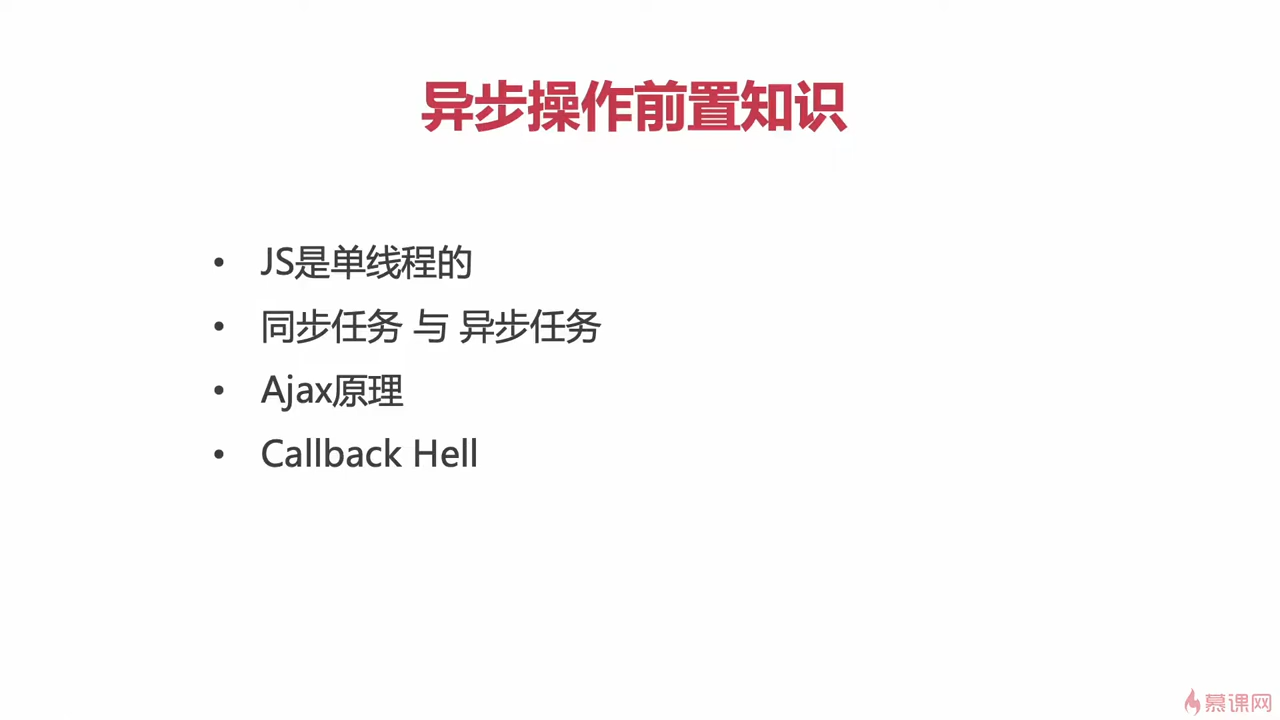 异步操作前置知识
• JS是单线程的
• 同步任务 与 异步任务
• Ajax原理
• Callback Hell
慕课网